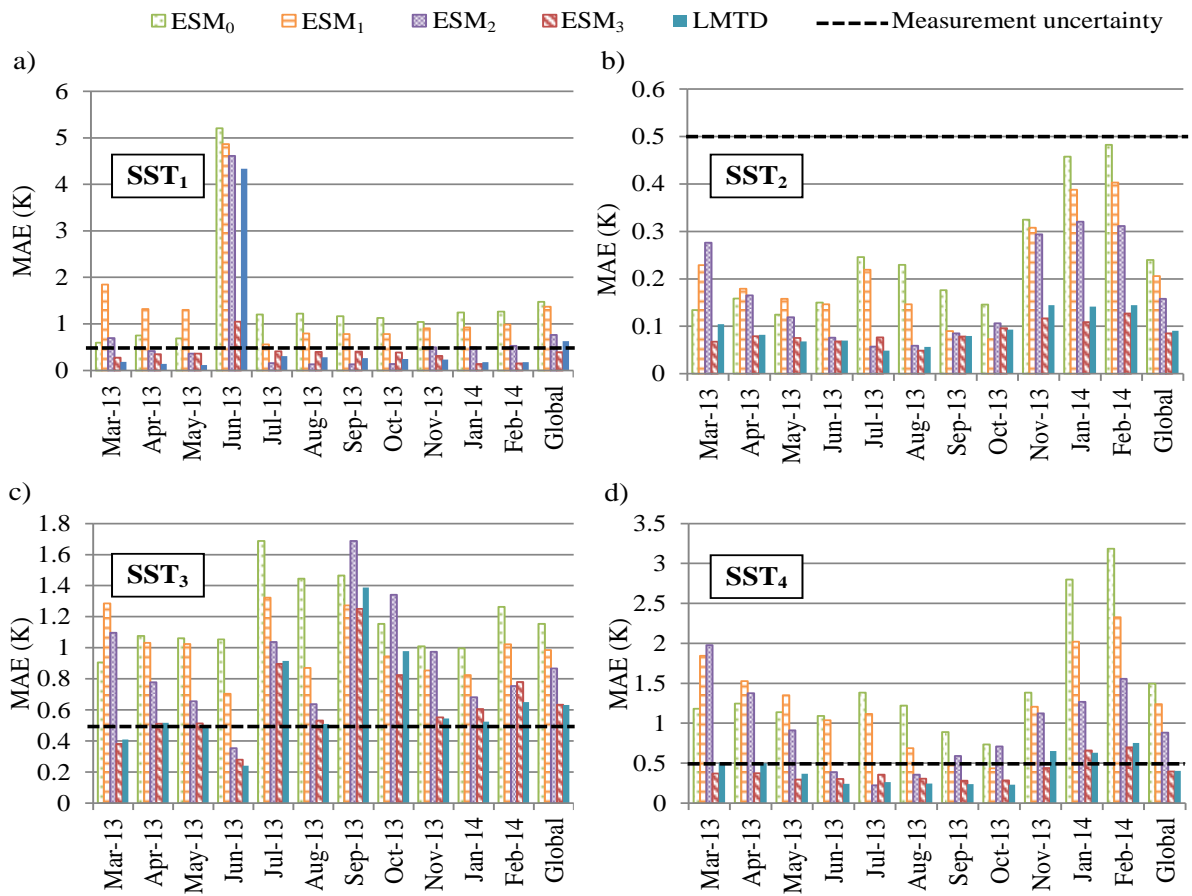 ESM₀ ESM₁ ESM₂ ESM₃ LMTD Measurement uncertainty
a)
6
5
4
3
2
1
0
MAE (K)
SST₁
Mar-13 Apr-13 May-13 Jun-13 Jul-13 Aug-13 Sep-13 Oct-13 Nov-13 Jan-14 Feb-14 Global
b)
0.6
0.5
0.4
0.3
0.2
0.1
0
MAE (K)
SST₂
Mar-13 Apr-13 May-13 Jun-13 Jul-13 Aug-13 Sep-13 Oct-13 Nov-13 Jan-14 Feb-14 Global
c)
1.8
1.6
1.4
1.2
1
0.8
0.6
0.4
0.2
0
MAE (K)
SST₃
Mar-13 Apr-13 May-13 Jun-13 Jul-13 Aug-13 Sep-13 Oct-13 Nov-13 Jan-14 Feb-14 Global
d)
3.5
3
2.5
2
1.5
1
0.5
0
MAE (K)
SST₄
Mar-13 Apr-13 May-13 Jun-13 Jul-13 Aug-13 Sep-13 Oct-13 Nov-13 Jan-14 Feb-14 Global